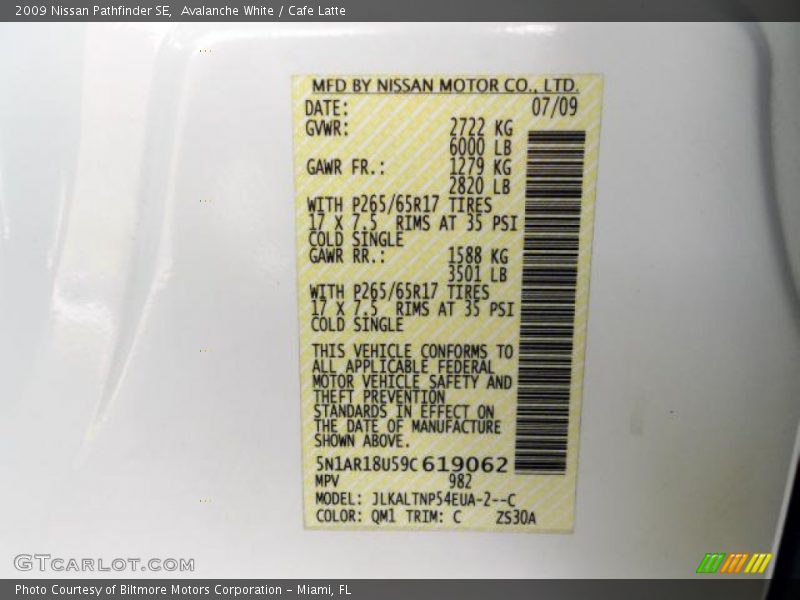 2009 Nissan Pathfinder SE,  Avalanche White / Cafe Latte
MFD BY NISSAN MOTOR CO., LTD.
DATE: 07/09
GVWR: 2722 KG
6000 LB
GAWR FR.: 1279 KG
2820 LB
WITH P265/65R17 TIRES
17 X 7.5 RIMS AT 35 PSI
COLD SINGLE
GAWR RR.: 1588 KG
3501 LB
WITH P265/65R17 TIRES
17 X 7.5 RIMS AT 35 PSI
COLD SINGLE
THIS VEHICLE CONFORMS TO
ALL APPLICABLE FEDERAL
MOTOR VEHICLE SAFETY AND
THEFT PREVENTION
STANDARDS IN EFFECT ON
THE DATE OF MANUFACTURE
SHOWN ABOVE.
5N1AR18U59C619062
MPV 982
MODEL: JLKALTNP54EUA-2--C
COLOR: QM1 TRIM: C ZS30A
GTCARLOT.COM
Photo Courtesy of Biltmore Motors Corporation - Miami, FL